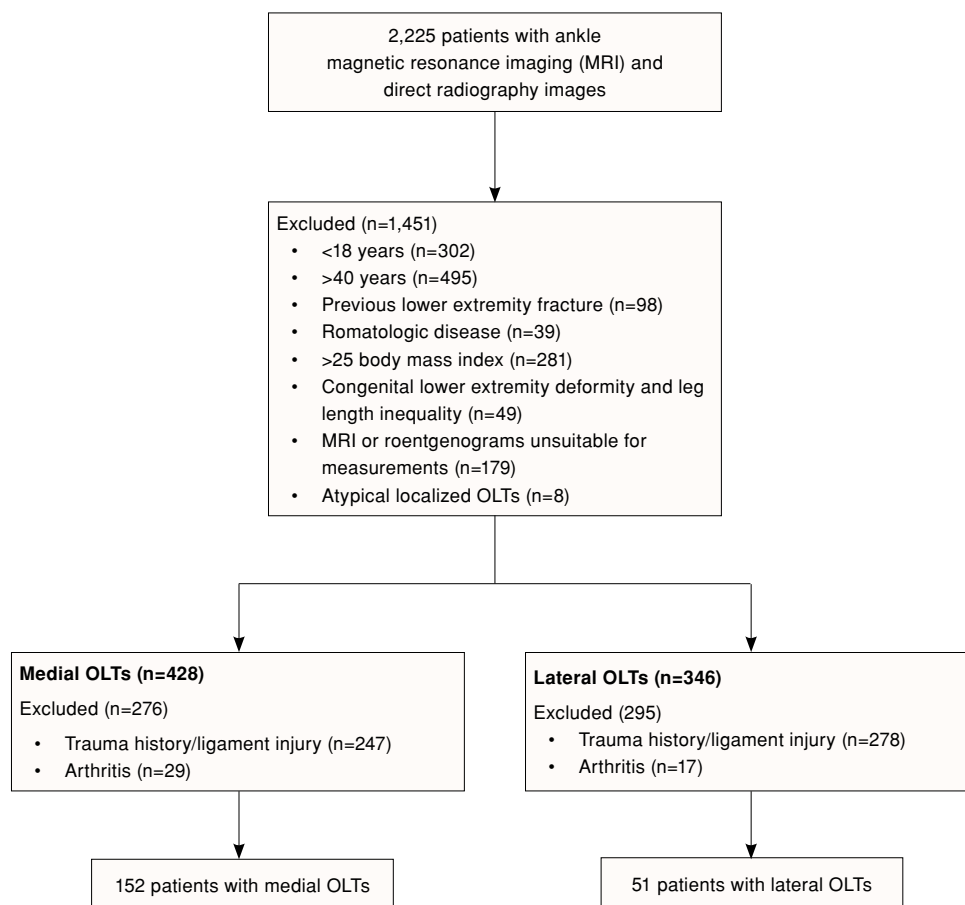 2,225 patients with ankle
magnetic resonance imaging (MRI) and
direct radiography images
Excluded (n=1,451)
• <18 years (n=302)
• >40 years (n=495)
• Previous lower extremity fracture (n=98)
• Romatologic disease (n=39)
• >25 body mass index (n=281)
• Congenital lower extremity deformity and leg
length inequality (n=49)
• MRI or roentgenograms unsuitable for
measurements (n=179)
• Atypical localized OLTs (n=8)
Medial OLTs (n=428)
Excluded (n=276)
• Trauma history/ligament injury (n=247)
• Arthritis (n=29)
Lateral OLTs (n=346)
Excluded (295)
• Trauma history/ligament injury (n=278)
• Arthritis (n=17)
152 patients with medial OLTs
51 patients with lateral OLTs